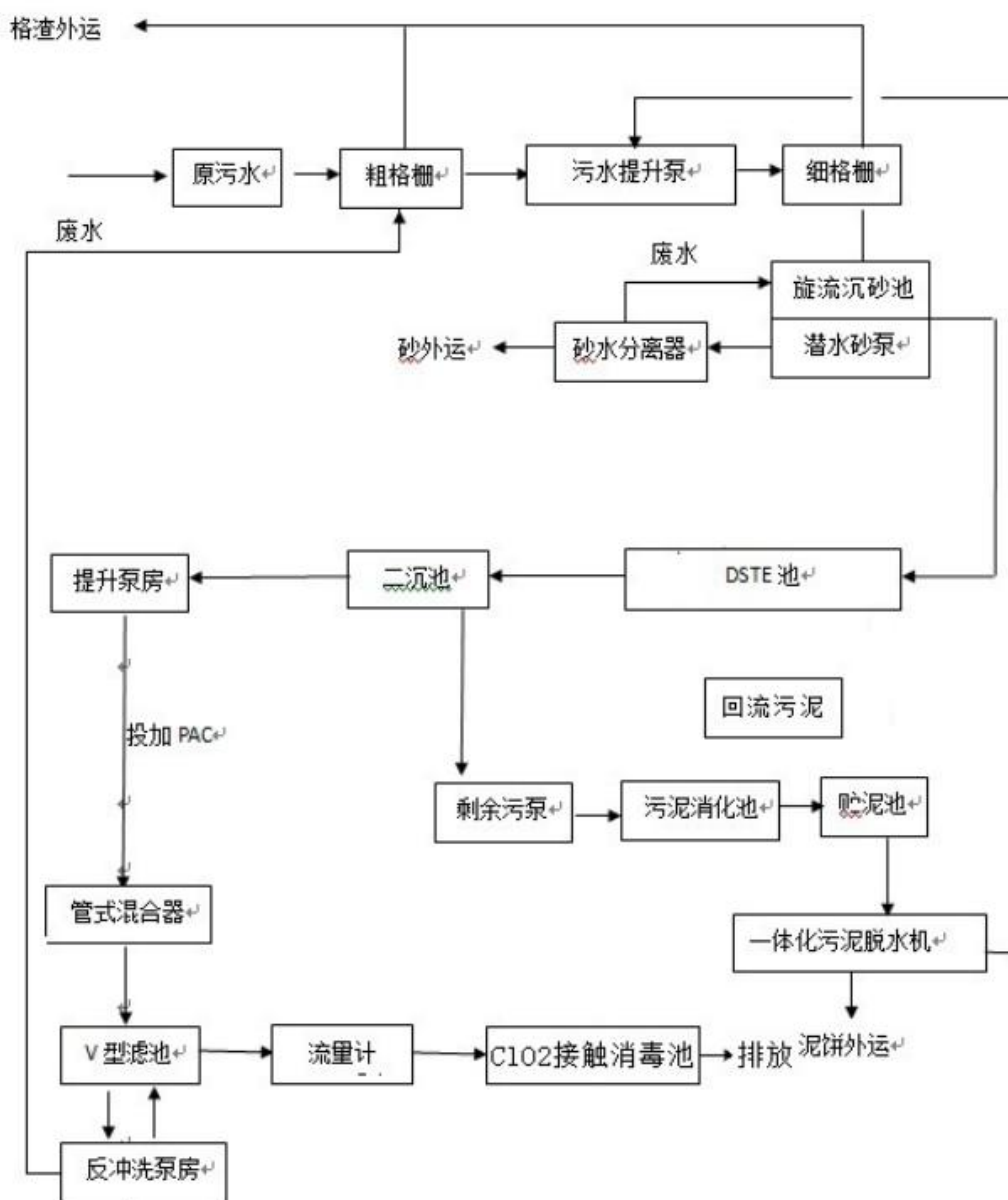 格渣外运
原污水
粗格栅
污水提升泵
细格栅
废水
废水
旋流沉砂池
砂外运
砂水分离器
潜水砂泵
提升泵房
二沉池
DSTE 池
回流污泥
投加 PAC
剩余污泵
污泥消化池
贮泥池
管式混合器
一体化污泥脱水机
V 型滤池
流量计
ClO2接触消毒池
排放
泥饼外运
反冲洗泵房